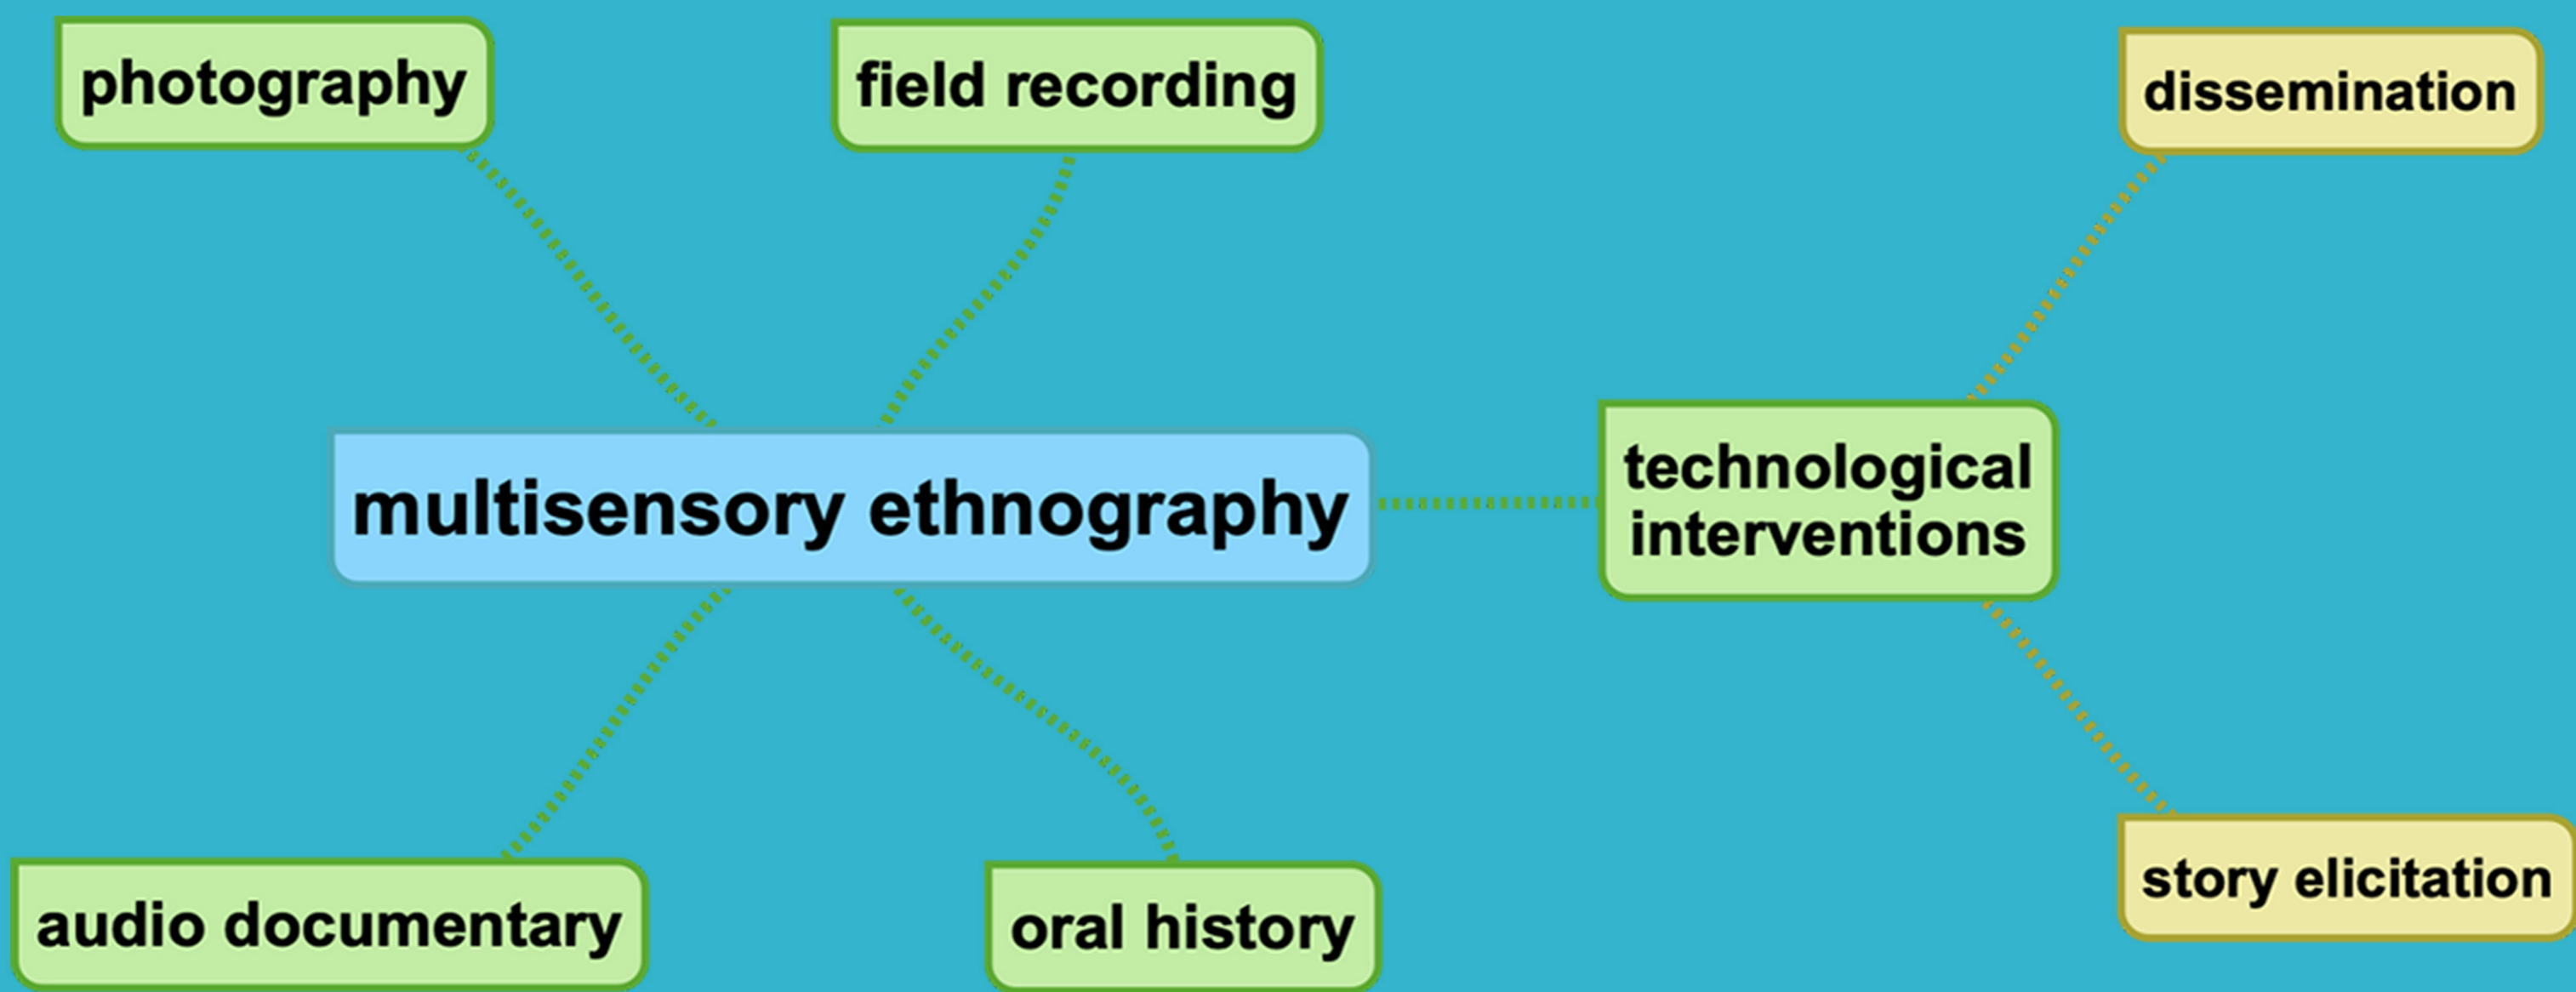 photography
field recording
dissemination
multisensory ethnography
technological
interventions
audio documentary
oral history
story elicitation